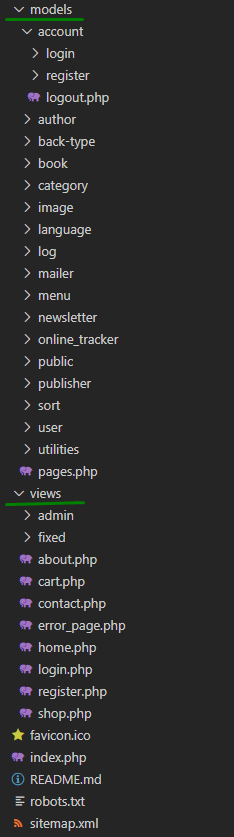 models
account
login
register
logout.php
author
back-type
book
category
image
language
log
mailer
menu
newsletter
online_tracker
public
publisher
sort
user
utilities
pages.php
views
admin
fixed
about.php
cart.php
contact.php
error_page.php
home.php
login.php
register.php
shop.php
favicon.ico
index.php
README.md
robots.txt
sitemap.xml